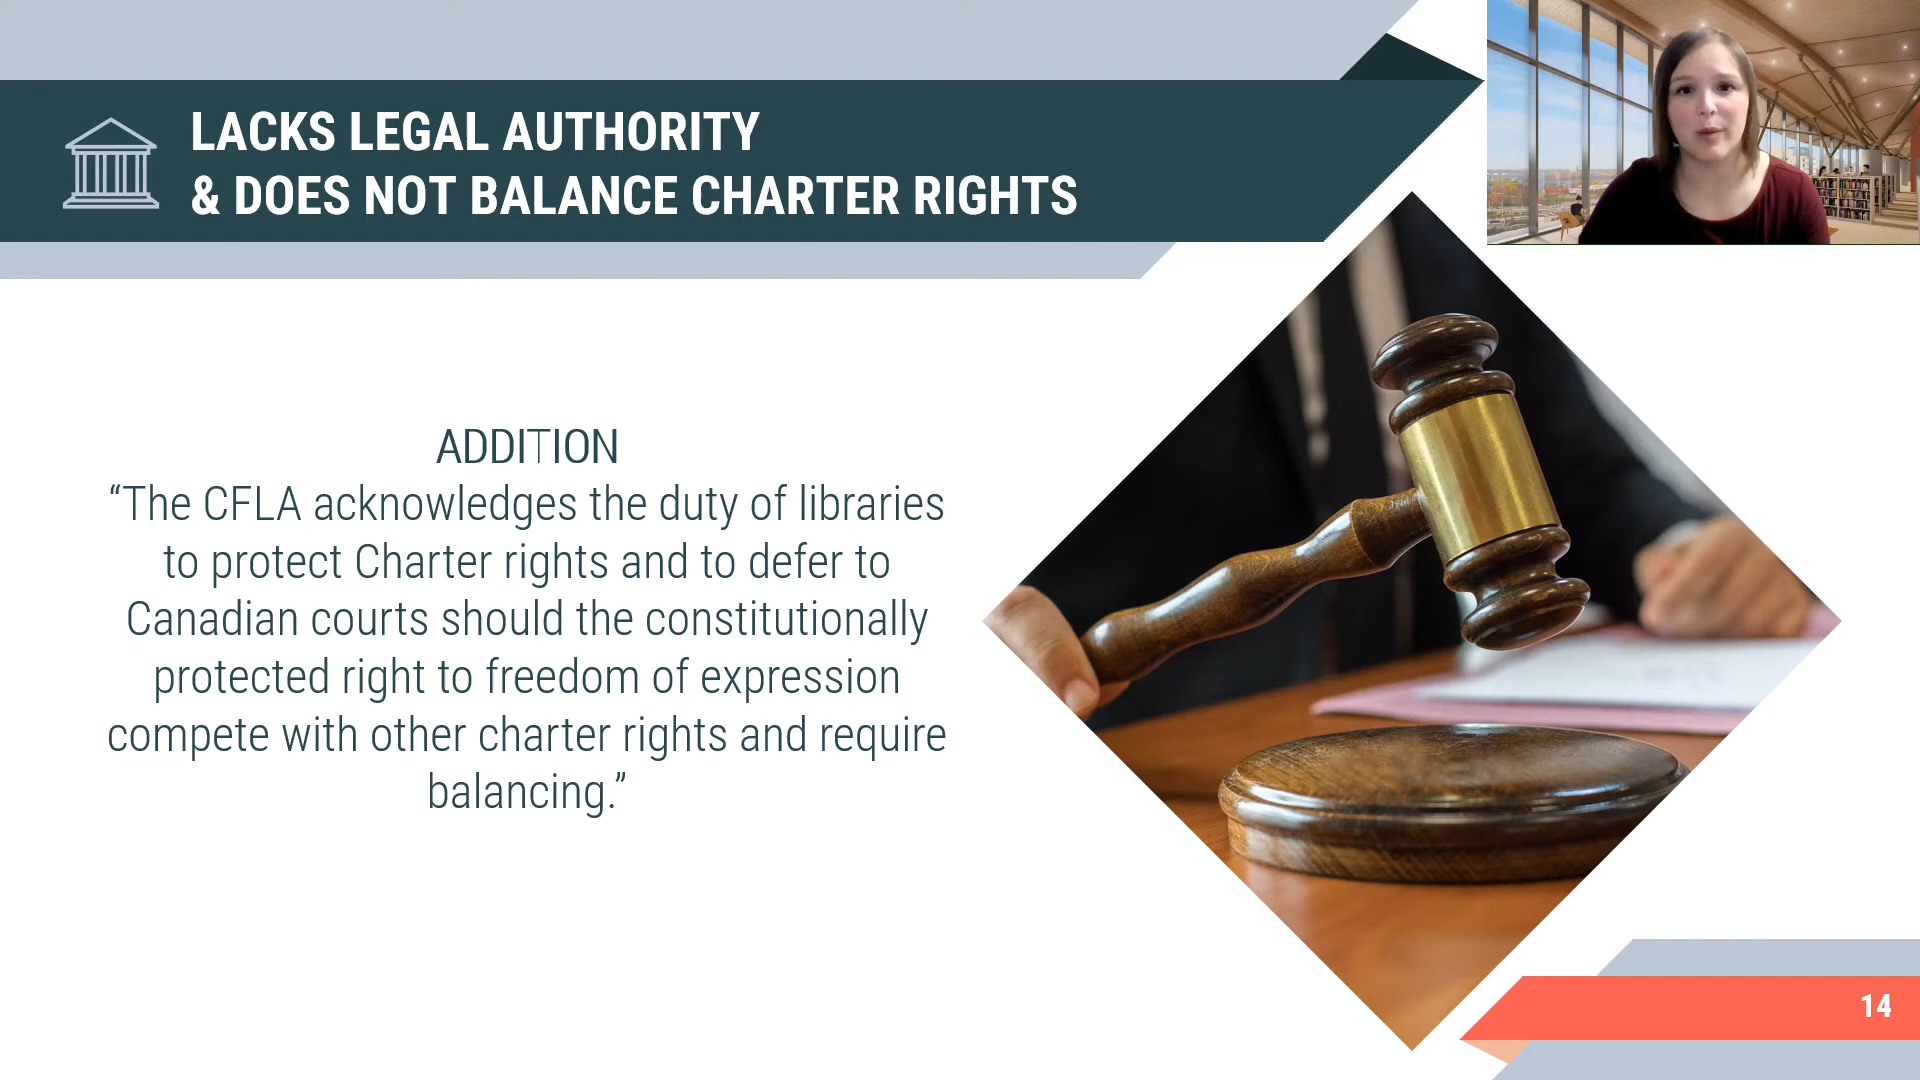 LACKS LEGAL AUTHORITY
& DOES NOT BALANCE CHARTER RIGHTS
ADDITION
“The CFLA acknowledges the duty of libraries
to protect Charter rights and to defer to
Canadian courts should the constitutionally
protected right to freedom of expression
compete with other charter rights and require
balancing.”
14